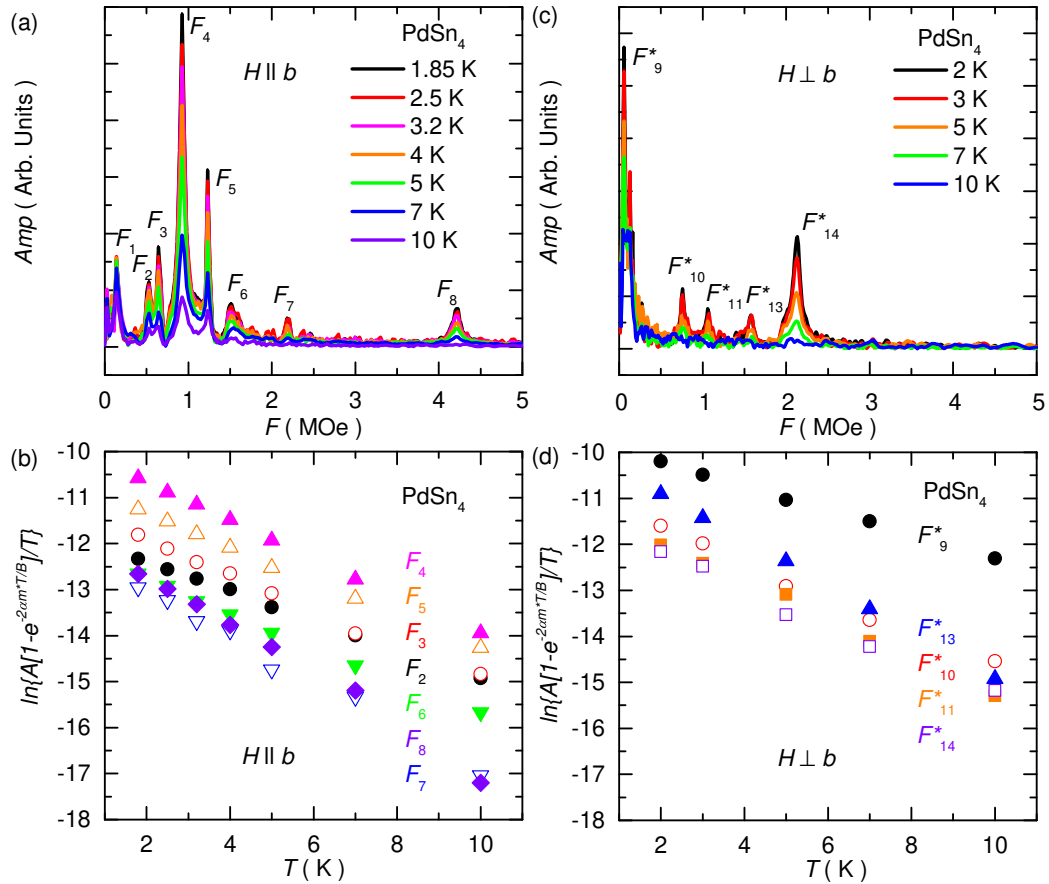 (a)
PdSn4
H || b
1.85 K
2.5 K
3.2 K
4 K
5 K
7 K
10 K
F1
F2
F3
F4
F5
F6
F7
F8
Amp ( Arb. Units )
0 1 2 3 4 5
F ( MOe )
(c)
PdSn4
H ⊥ b
2 K
3 K
5 K
7 K
10 K
F*9
F*10
F*11
F*13
F*14
Amp ( Arb. Units )
0 1 2 3 4 5
F ( MOe )
(b)
-10
-11
-12
-13
-14
-15
-16
-17
-18
ln{A[1-e-2αm*T/B]/T}
PdSn4
F4
F5
F3
F2
F6
F8
F7
H || b
2 4 6 8 10
T ( K )
(d)
-10
-11
-12
-13
-14
-15
-16
-17
-18
ln{A[1-e-2αm*T/B]/T}
PdSn4
F*9
F*13
F*10
F*11
F*14
H ⊥ b
2 4 6 8 10
T ( K )